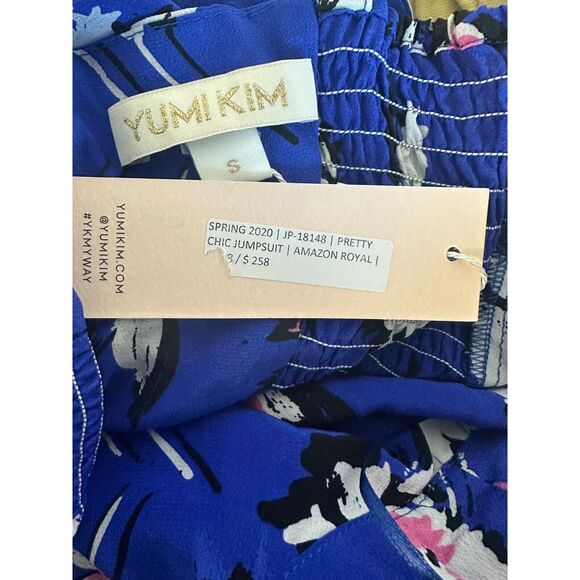 YUMI KIM
S
SPRING 2020 | JP-18148 | PRETTY
CHIC JUMPSUIT | AMAZON ROYAL |
/ $ 258
YUMIKIM.COM
@YUMIKIM
#YKMYWAY